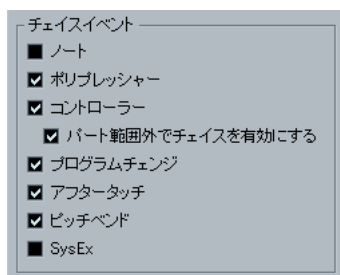 チェイスイベント
ノート
ポリプレッシャー
コントローラー
パート範囲外でチェイスを有効にする
プログラムチェンジ
アフタータッチ
ピッチベンド
SysEx